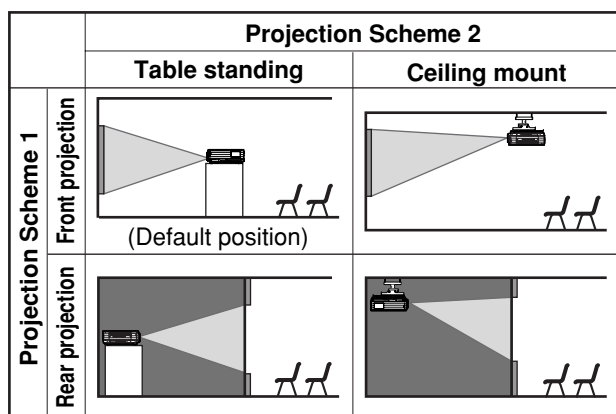 Projection Scheme 2
Table standing
Ceiling mount
Projection Scheme 1
Front projection
(Default position)
Rear projection